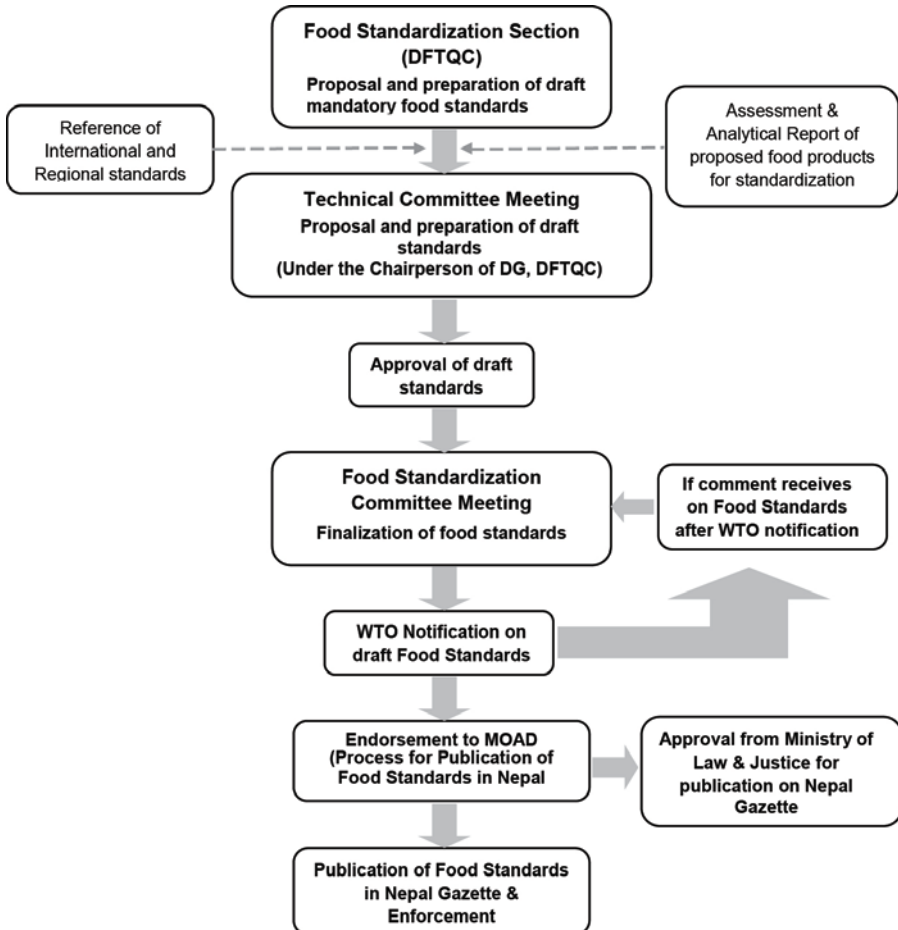 Food Standardization Section
(DFTQC)
Proposal and preparation of draft
mandatory food standards
Reference of
International and
Regional standards
Assessment &
Analytical Report of
proposed food products
for standardization
Technical Committee Meeting
Proposal and preparation of draft
standards
(Under the Chairperson of DG, DFTQC)
Approval of draft
standards
Food Standardization
Committee Meeting
Finalization of food standards
If comment receives
on Food Standards
after WTO notification
WTO Notification on
draft Food Standards
Endorsement to MOAD
(Process for Publication of
Food Standards in Nepal
Approval from Ministry of
Law & Justice for
publication on Nepal
Gazette
Publication of Food Standards
in Nepal Gazette &
Enforcement